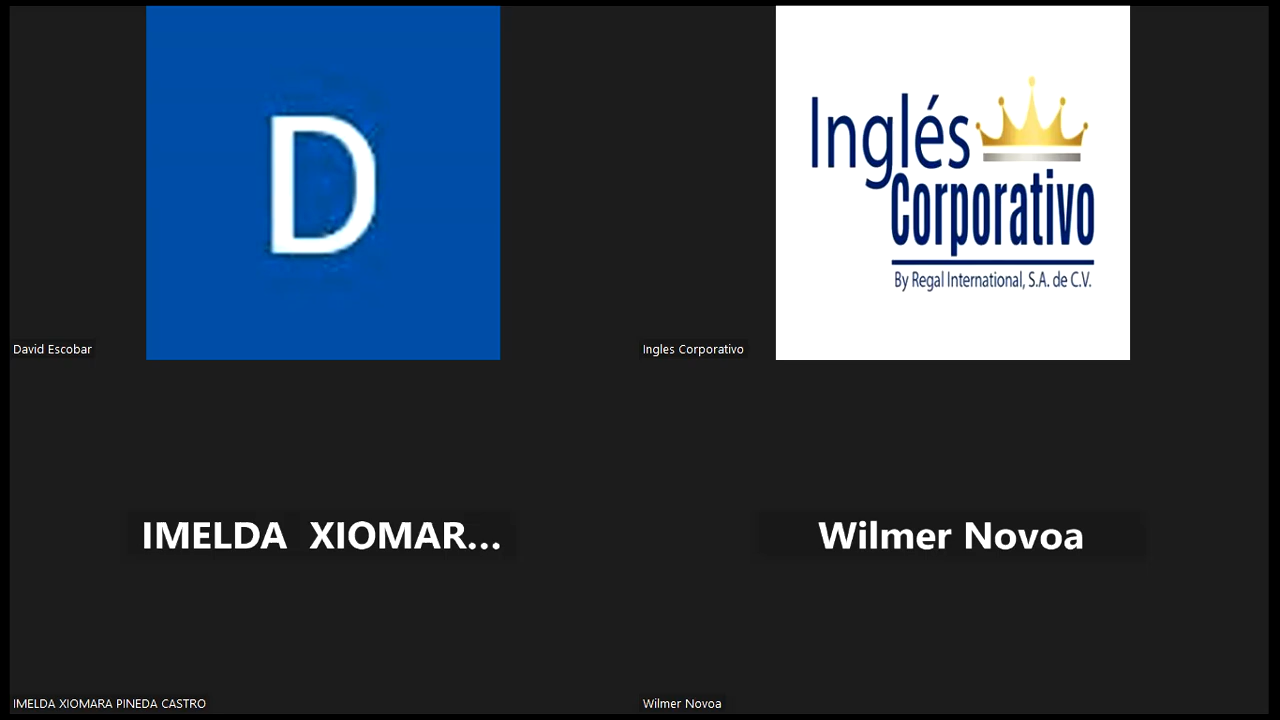 D
Inglés
Corporativo
By Regal International, S.A. de C.V.
David Escobar
Ingles Corporativo
IMELDA XIOMAR...
Wilmer Novoa
IMELDA XIOMARA PINEDA CASTRO
Wilmer Novoa